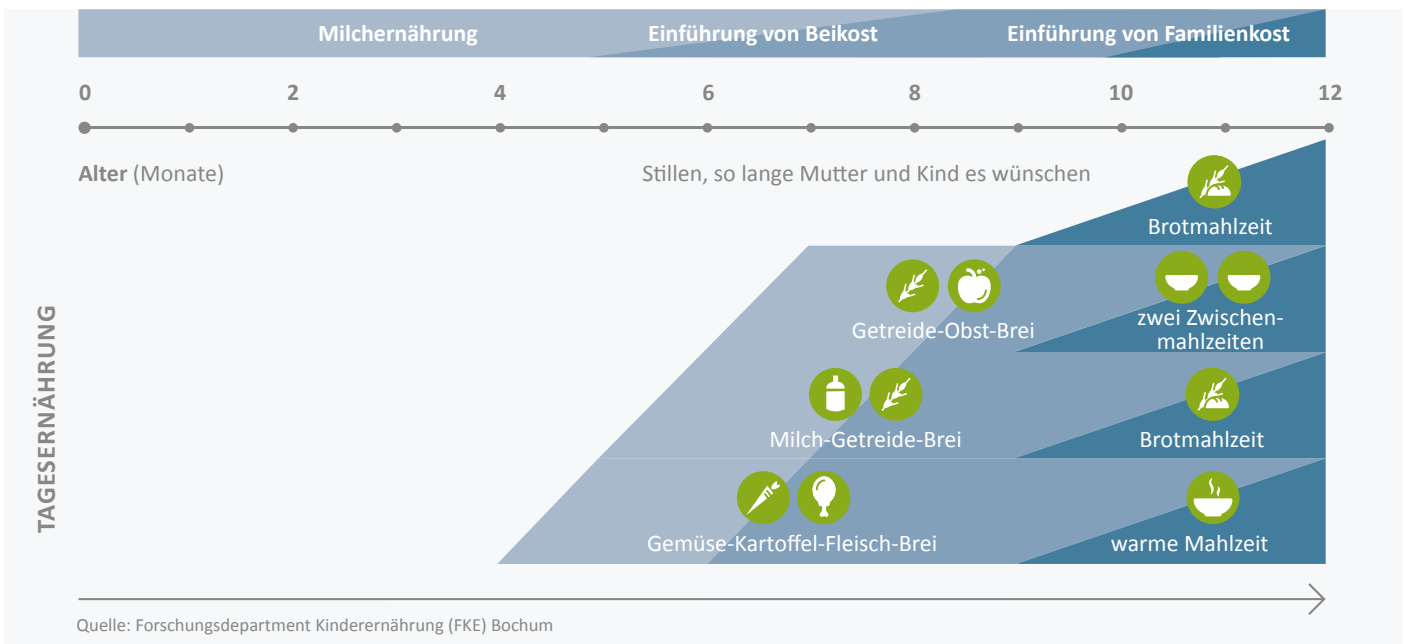 Milchernährung Einführung von Beikost Einführung von Familienkost
0 2 4 6 8 10 12
Alter (Monate) Stillen, so lange Mutter und Kind es wünschen
Brotmahlzeit
Getreide-Obst-Brei
zwei Zwischen-
mahlzeiten
Milch-Getreide-Brei Brotmahlzeit
Gemüse-Kartoffel-Fleisch-Brei warme Mahlzeit
TAGESERNÄHRUNG
Quelle: Forschungsdepartment Kinderernährung (FKE) Bochum